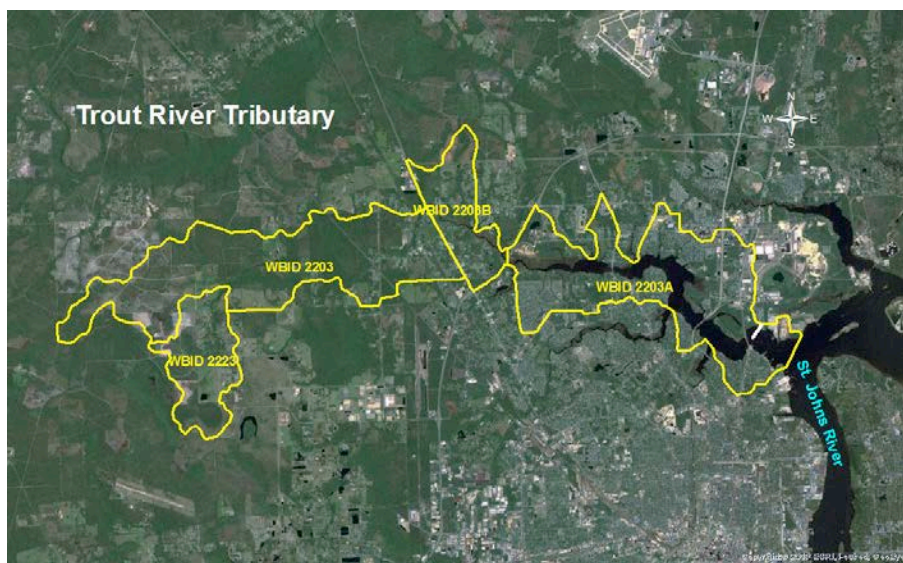 Trout River Tributary
N
W E
S
WBID 2203B
WBID 2203
WBID 2203A
WBID 2223
St. Johns River